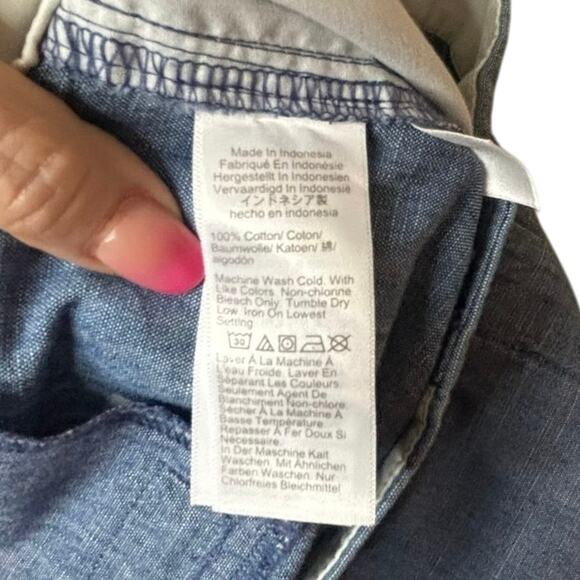 Made In Indonesia
Fabriqué En Indonésie
Hergestellt In Indonesien
Vervaardigd In Indonesie
インドネシア製
hecho en indonesia
100% Cotton/ Coton/
Baumwolle/ Katoen/ 綿/
algodón
Machine Wash Cold. With
Like Colors. Non-chlorine
Bleach Only. Tumble Dry
Low. Iron On Lowest
Setting
30
Laver À La Machine À
L'eau Froide. Laver En
Séparant Les Couleurs.
Seulement Agent De
Blanchiment Non-chlore.
Sécher À La Machine À
Basse Température.
Repasser À Fer Doux Si
Nécessaire.
In Der Maschine Kalt
Waschen. Mit Ähnlichen
Farben Waschen. Nur
Chlorfreies Bleichmittel